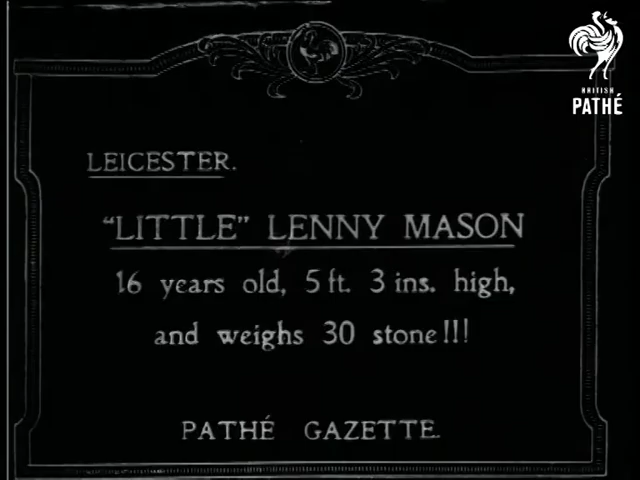 BRITISH
PATHÉ
LEICESTER.
"LITTLE" LENNY MASON
16 years old, 5 ft. 3 ins. high,
and weighs 30 stone!!!
PATHÉ GAZETTE.